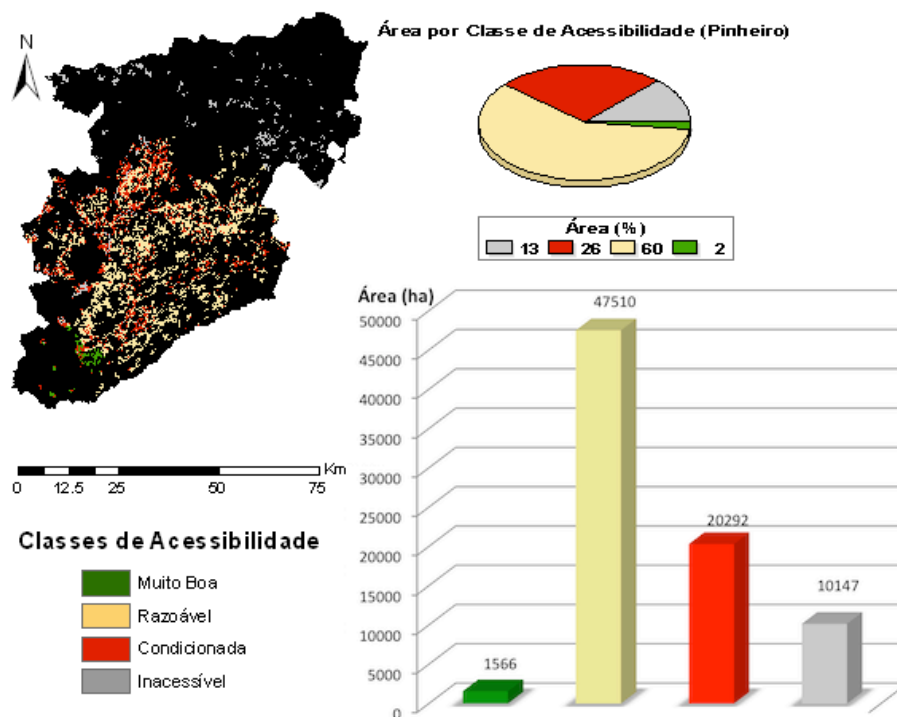 N
Área por Classe de Acessibilidade (Pinheiro)
Área (%)
13 26 60 2
Km
0 12.5 25 50 75
Classes de Acessibilidade
Muito Boa
Razoável
Condicionada
Inacessível
Área (ha)
50000
45000
40000
35000
30000
25000
20000
15000
10000
5000
0
1566
47510
20292
10147